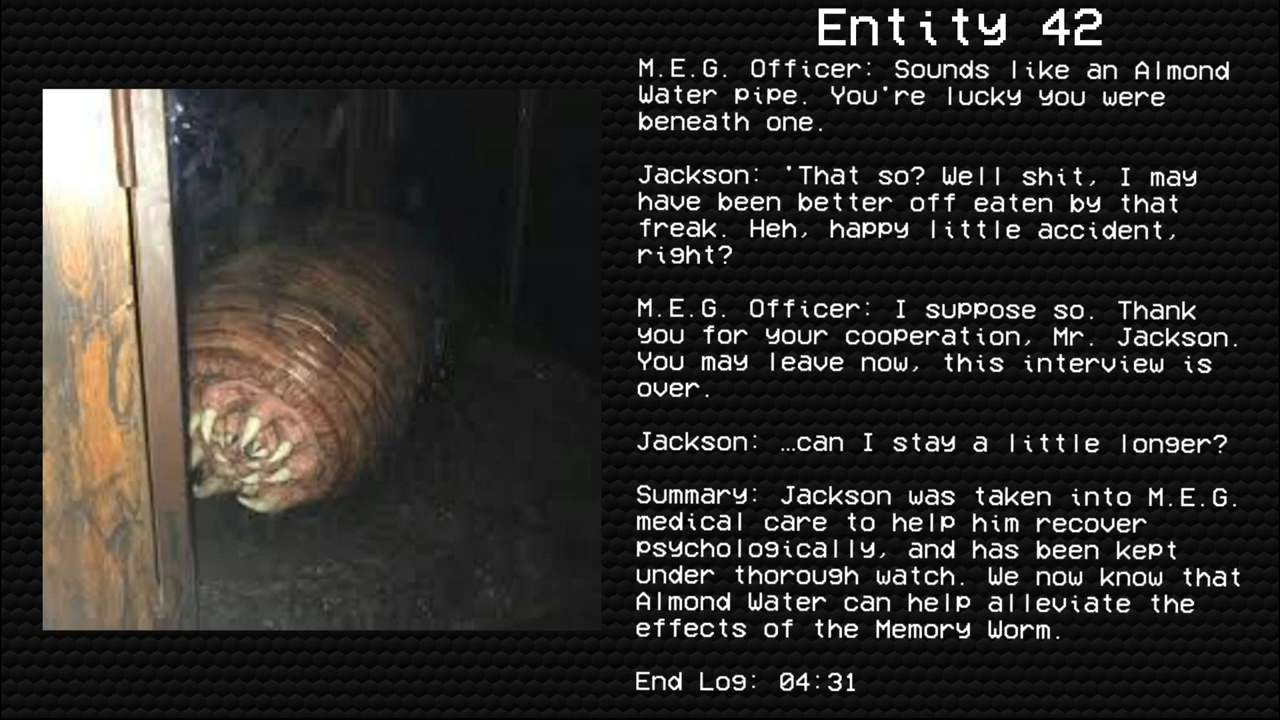 Entity 42
M.E.G. Officer: Sounds like an Almond
Water pipe. You're lucky you were
beneath one.
Jackson: 'That so? Well shit, I may
have been better off eaten by that
freak. Heh, happy little accident,
right?
M.E.G. Officer: I suppose so. Thank
you for your cooperation, Mr. Jackson.
You may leave now, this interview is
over.
Jackson: …can I stay a little longer?
Summary: Jackson was taken into M.E.G.
medical care to help him recover
psychologically, and has been kept
under thorough watch. We now know that
Almond Water can help alleviate the
effects of the Memory Worm.
End Log: 04:31